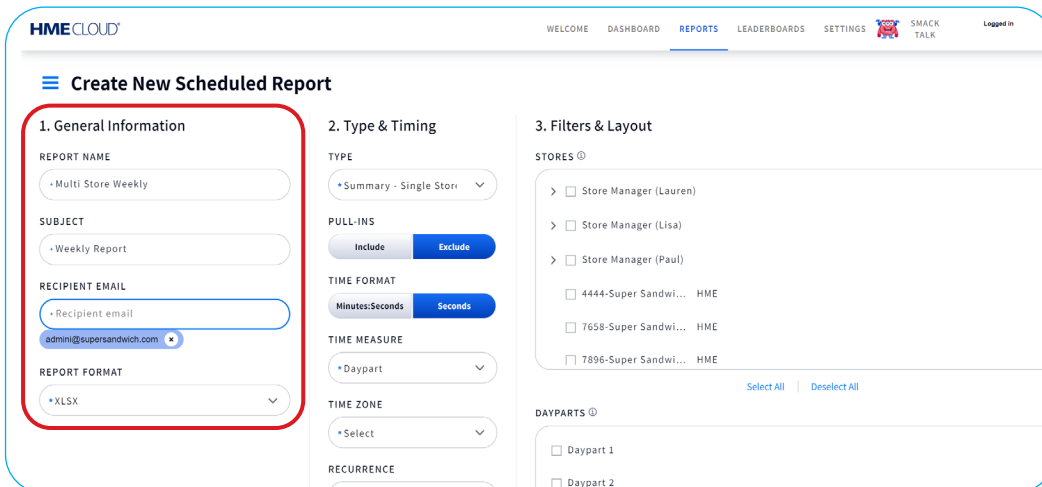 HME CLOUD®
WELCOME DASHBOARD REPORTS LEADERBOARDS SETTINGS SMACK TALK Logged in
Create New Scheduled Report
1. General Information
REPORT NAME
Multi Store Weekly
SUBJECT
Weekly Report
RECIPIENT EMAIL
Recipient email
admini@supersandwich.com ×
REPORT FORMAT
XLSX
2. Type & Timing
TYPE
Summary - Single Store
PULL-INS
Include Exclude
TIME FORMAT
Minutes:Seconds Seconds
TIME MEASURE
Daypart
TIME ZONE
Select
RECURRENCE
3. Filters & Layout
STORES
Store Manager (Lauren)
Store Manager (Lisa)
Store Manager (Paul)
4444-Super Sandwi... HME
7658-Super Sandwi... HME
7896-Super Sandwi... HME
Select All | Deselect All
DAYPARTS
Daypart 1
Daypart 2